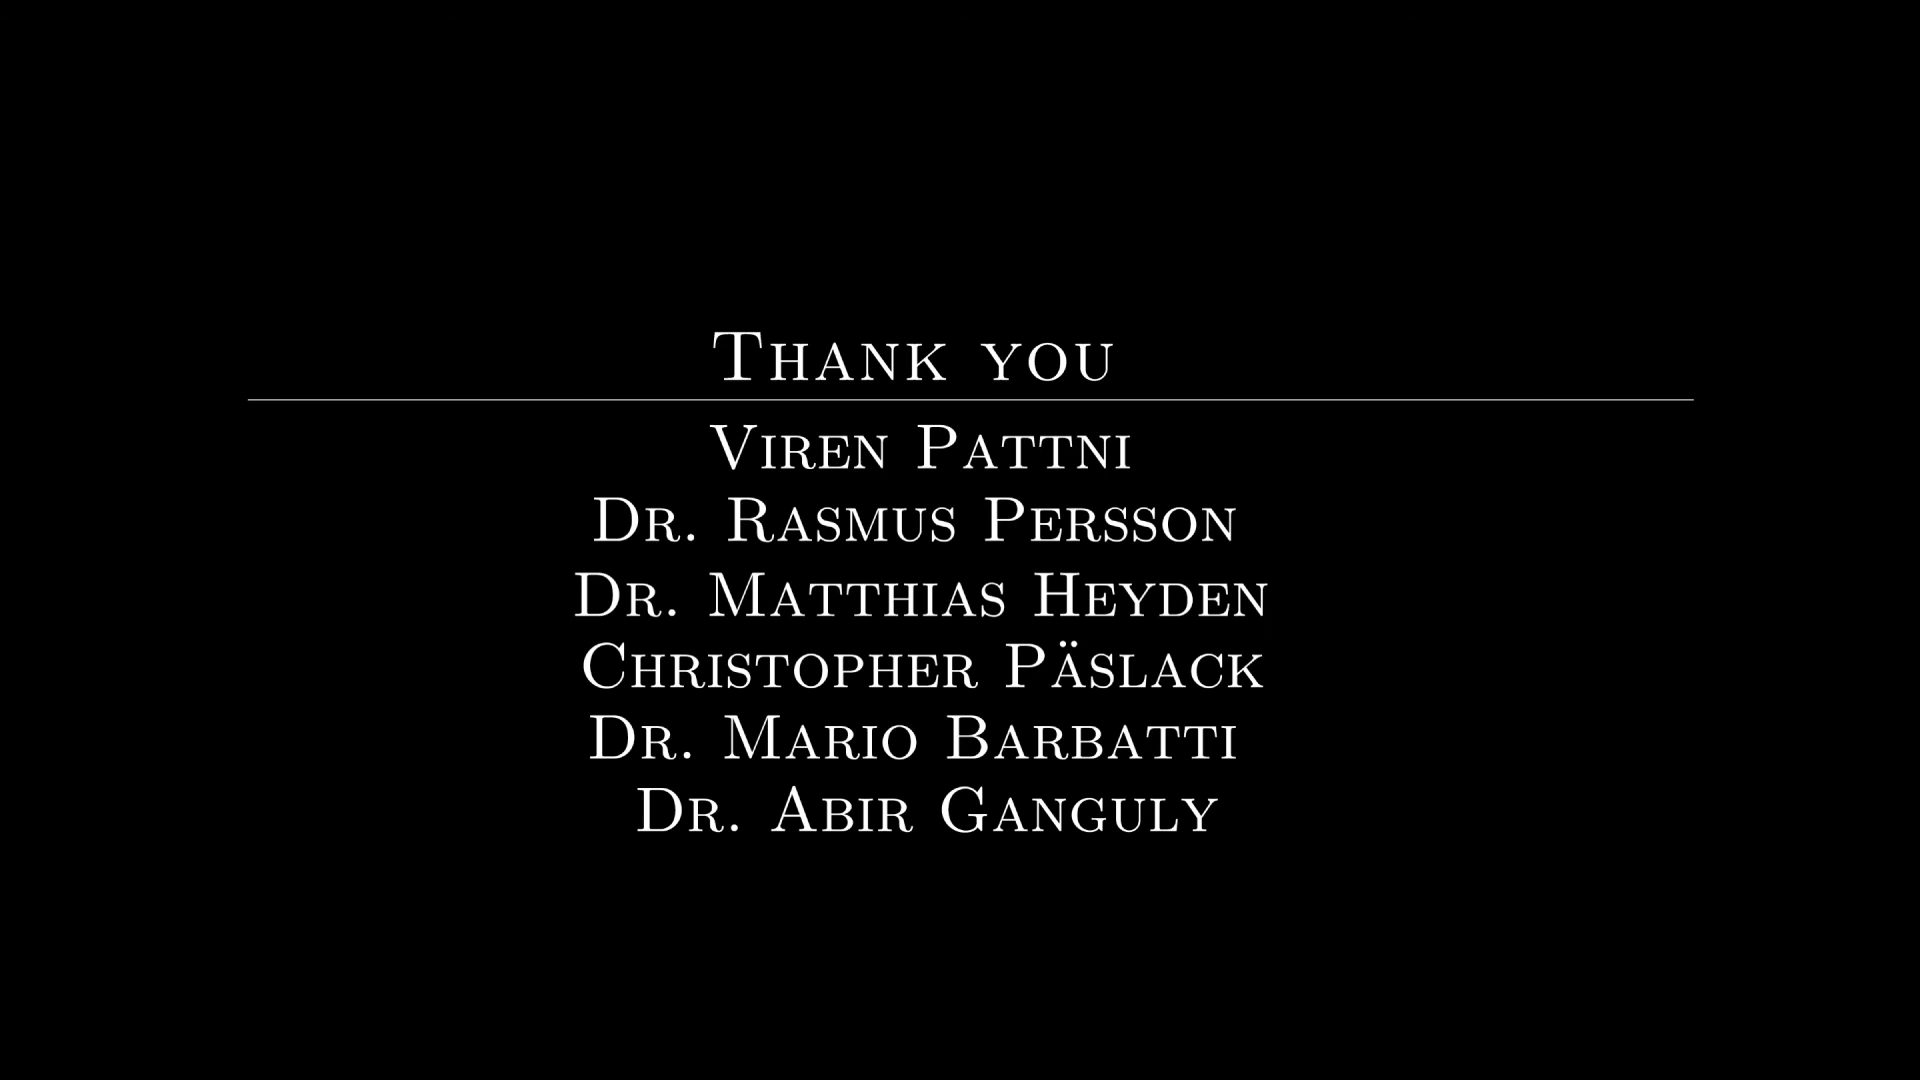 Thank you
Viren Pattni
Dr. Rasmus Persson
Dr. Matthias Heyden
Christopher Päslack
Dr. Mario Barbatti
Dr. Abir Ganguly